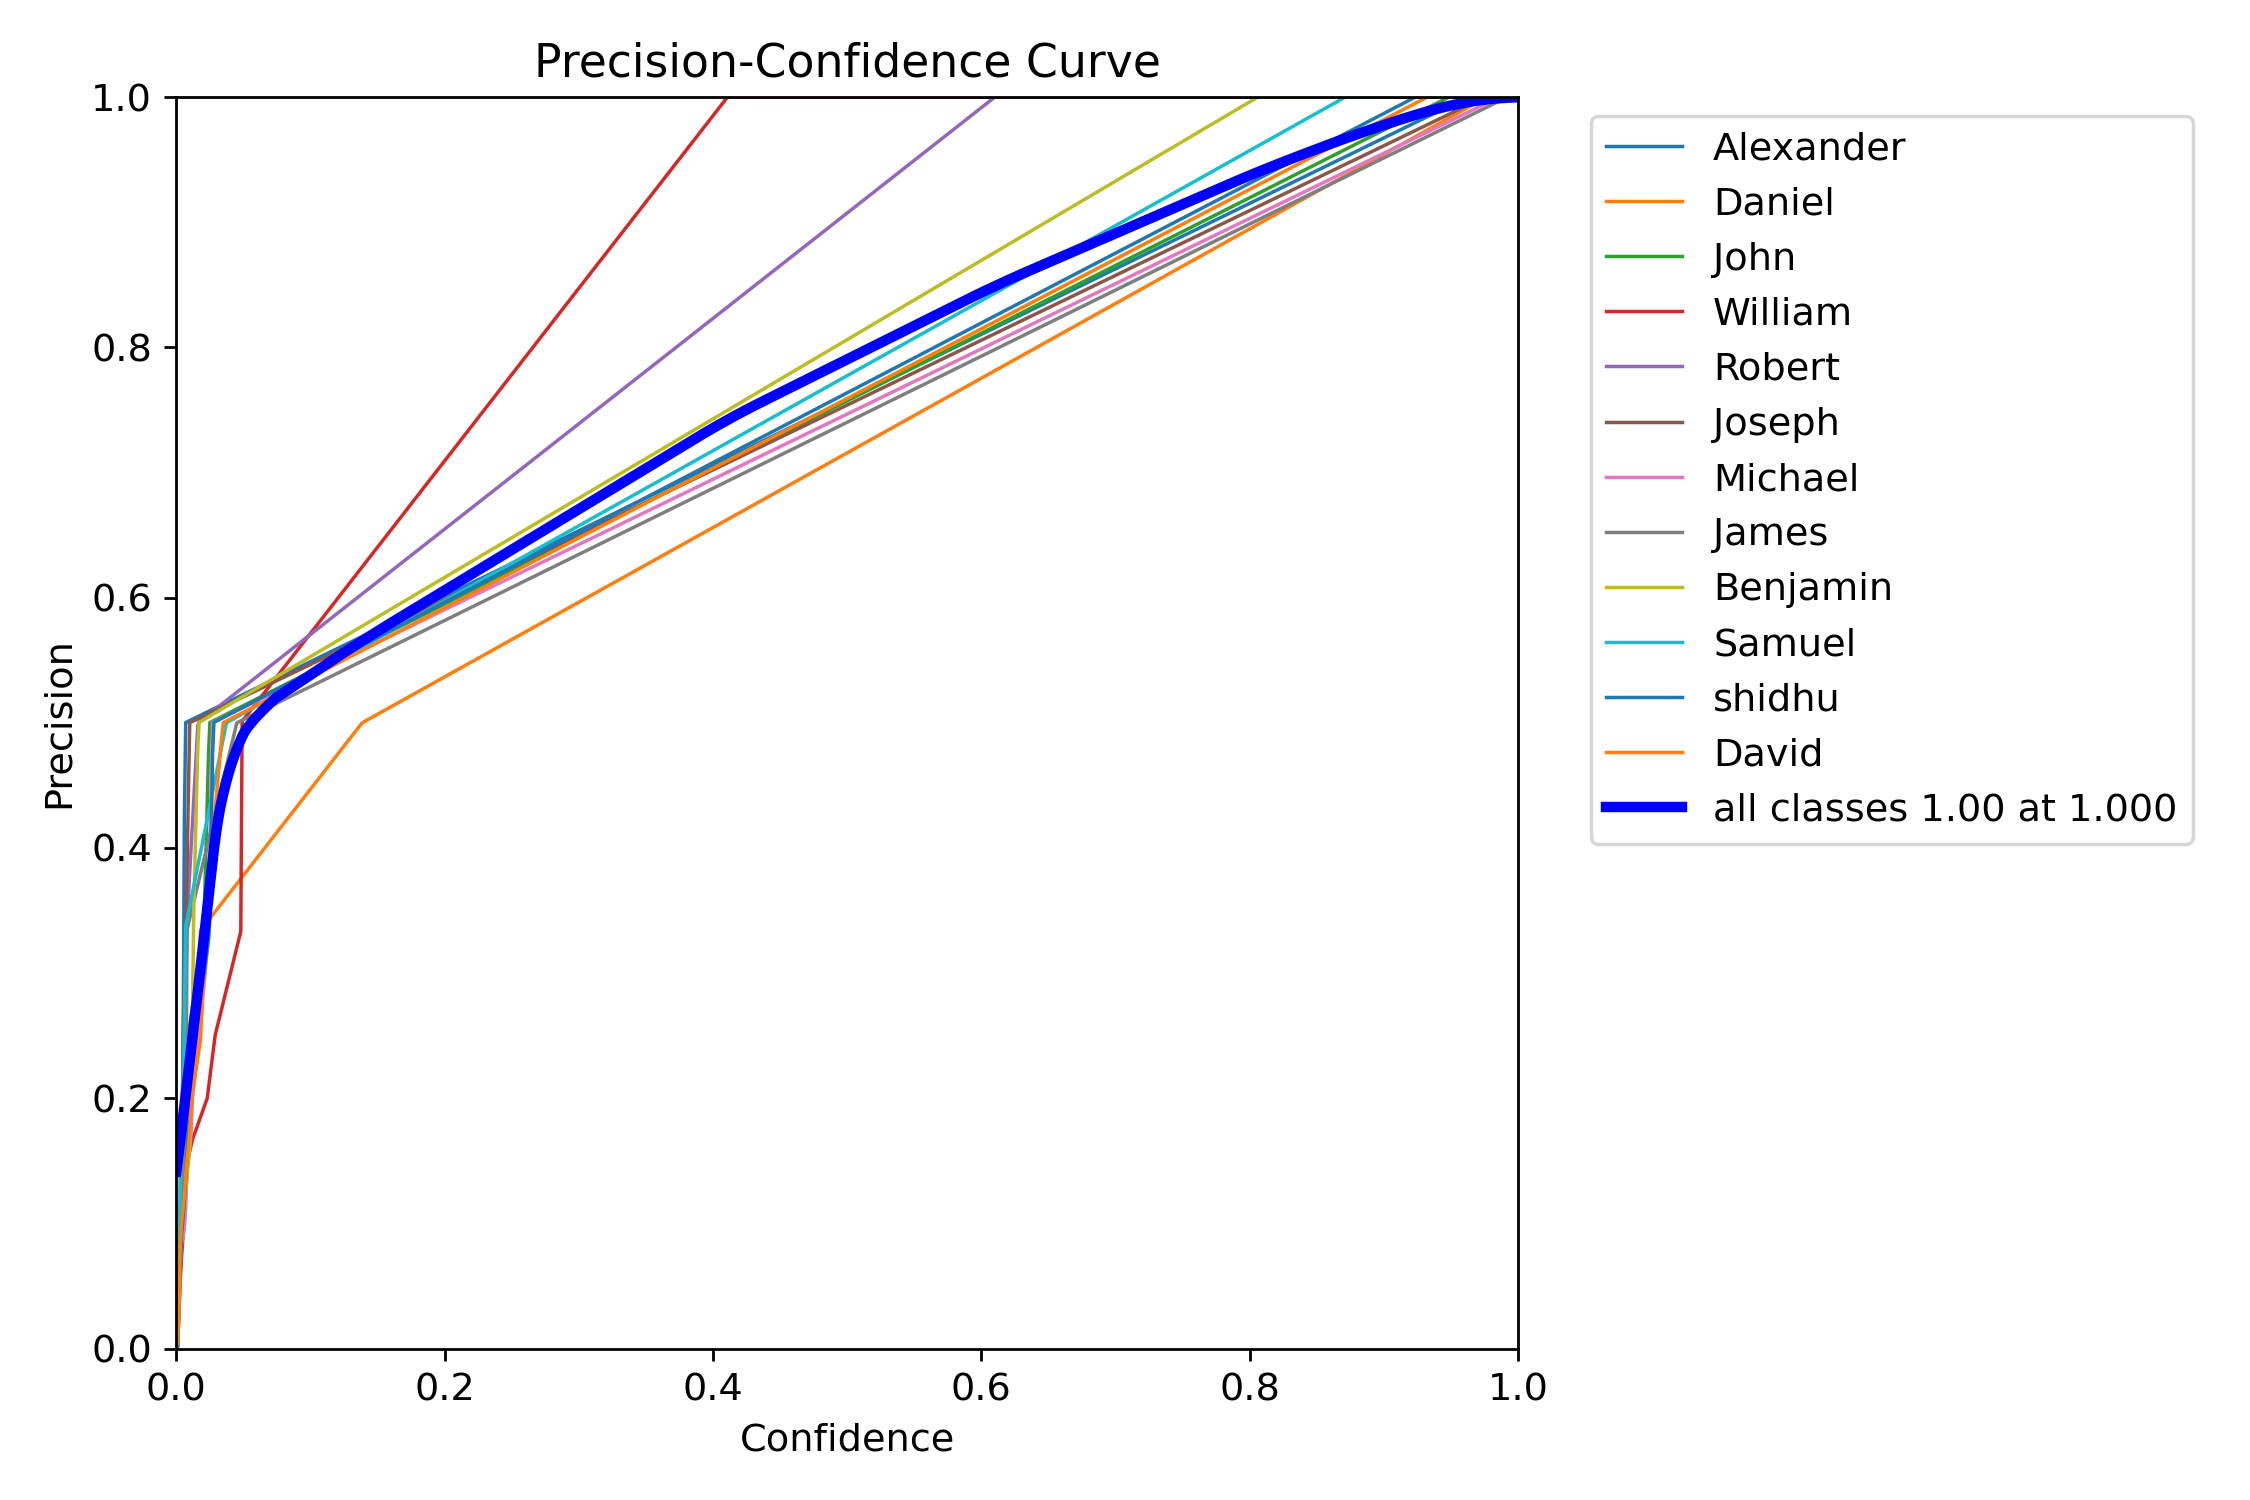 Precision-Confidence Curve
1.0
0.8
0.6
0.4
0.2
0.0
Precision
0.0 0.2 0.4 0.6 0.8 1.0
Confidence
Alexander
Daniel
John
William
Robert
Joseph
Michael
James
Benjamin
Samuel
shidhu
David
all classes 1.00 at 1.000